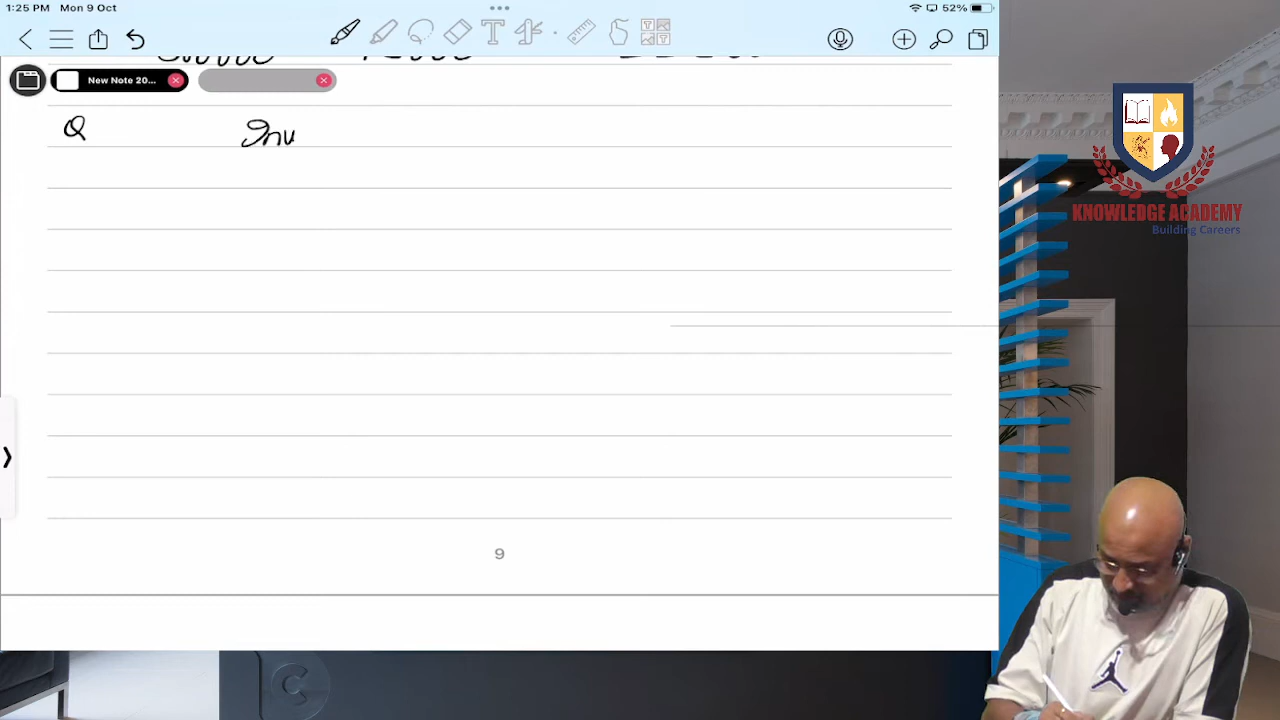 1:25 PM Mon 9 Oct
52%
New Note 20...
Q Inv
9
KNOWLEDGE ACADEMY
Building Careers